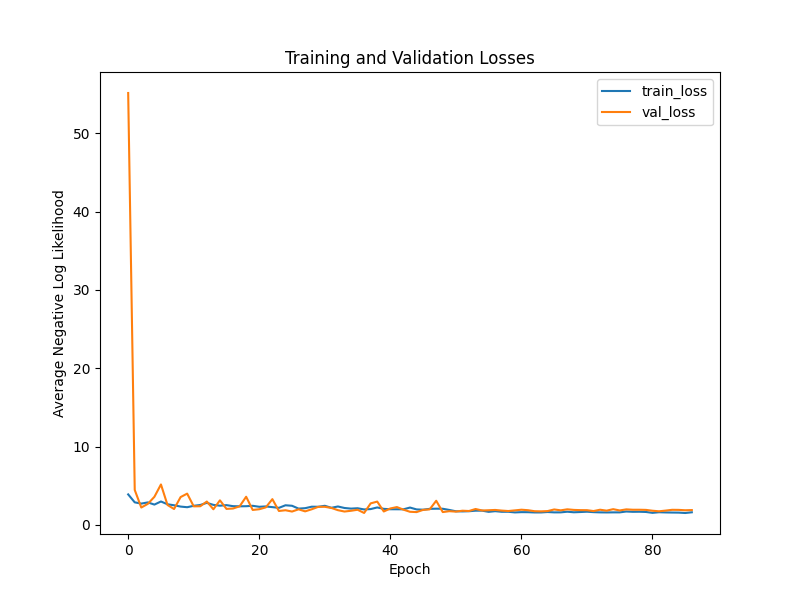 Training and Validation Losses
train_loss
val_loss
50
40
30
20
10
0
Average Negative Log Likelihood
0
20
40
60
80
Epoch